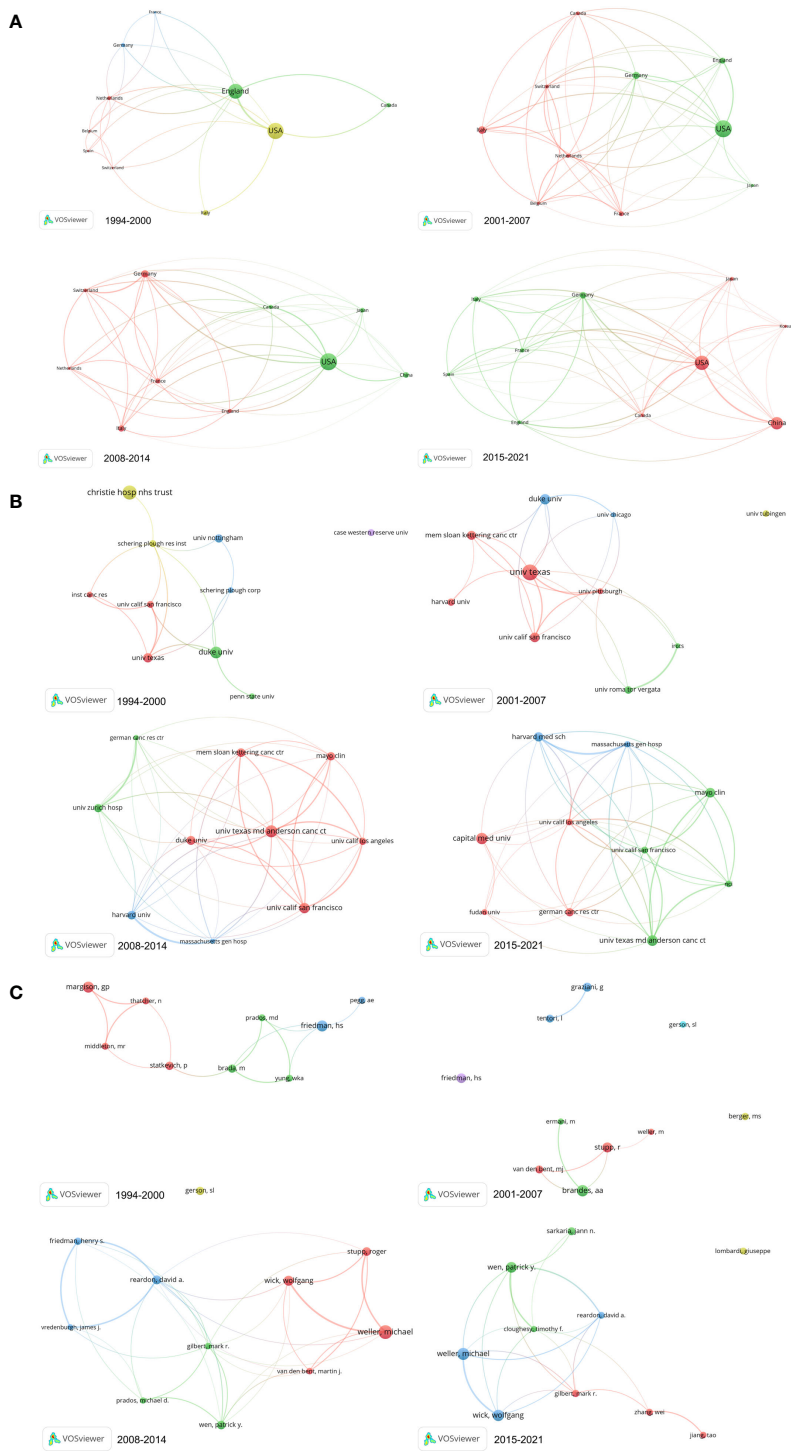 A
France
Germany
England
Canada
Netherlands
USA
Belgium
Spain
Switzerland
Italy
VOSviewer
1994-2000
Canada
England
Germany
Switzerland
Italy
USA
Netherlands
Japan
Belgium
France
VOSviewer
2001-2007
Germany
Switzerland
Canada
Japan
USA
Netherlands
France
China
England
Italy
VOSviewer
2008-2014
Japan
Germany
Italy
France
USA
Spain
Canada
England
China
VOSviewer
2015-2021
B
christie hosp nhs trust
univ nottingham
case western reserve univ
schering plough res inst
inst canc res
univ calif san francisco
schering plough corp
univ texas
duke univ
penn state univ
VOSviewer
1994-2000
duke univ
univ chicago
univ tubingen
mem sloan kettering canc ctr
univ texas
univ pittsburgh
harvard univ
univ calif san francisco
univ roma tor vergata
VOSviewer
2001-2007
german canc res ctr
mem sloan kettering canc ctr
mayo clin
univ zurich hosp
univ texas md anderson canc ct
duke univ
univ calif los angeles
univ calif san francisco
harvard univ
massachusetts gen hosp
VOSviewer
2008-2014
harvard med sch
massachusetts gen hosp
mayo clin
univ calif los angeles
capital med univ
univ calif san francisco
nci
fudan univ
german canc res ctr
univ texas md anderson canc ct
VOSviewer
2015-2021
C
margison, gp
thatcher, n
pegg, ae
prados, md
friedman, hs
middleton, mr
statkevich, p
brada, m
yung, wka
gerson, sl
VOSviewer
1994-2000
graziani, g
tentori, l
gerson, sl
friedman, hs
berger, ms
ermani, m
weller, m
stupp, r
van den bent, mj
brandes, aa
VOSviewer
2001-2007
friedman, henry s.
stupp, roger
reardon, david a.
wick, wolfgang
vredenburgh, james j.
weller, michael
gilbert, mark r.
van den bent, martin j.
prados, michael d.
wen, patrick y.
VOSviewer
2008-2014
sarkaria, jann n.
lombardi, giuseppe
wen, patrick y.
reardon, david a.
cloughesy, timothy f.
weller, michael
gilbert, mark r.
zhang, wei
wick, wolfgang
jiang, tao
VOSviewer
2015-2021